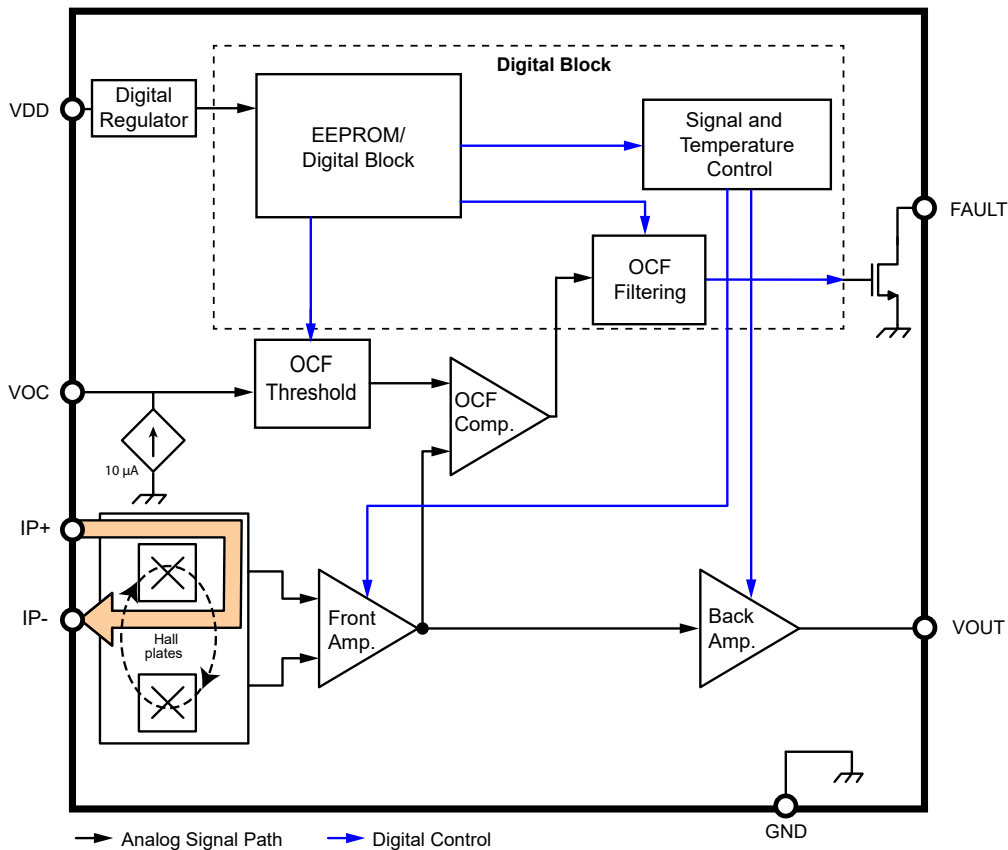 Digital Block
VDD
Digital
Regulator
EEPROM/
Digital Block
Signal and
Temperature
Control
FAULT
OCF
Filtering
VOC
OCF
Threshold
OCF
Comp.
10 µA
IP+
IP-
Hall
plates
Front
Amp.
Back
Amp.
VOUT
GND
Analog Signal Path
Digital Control